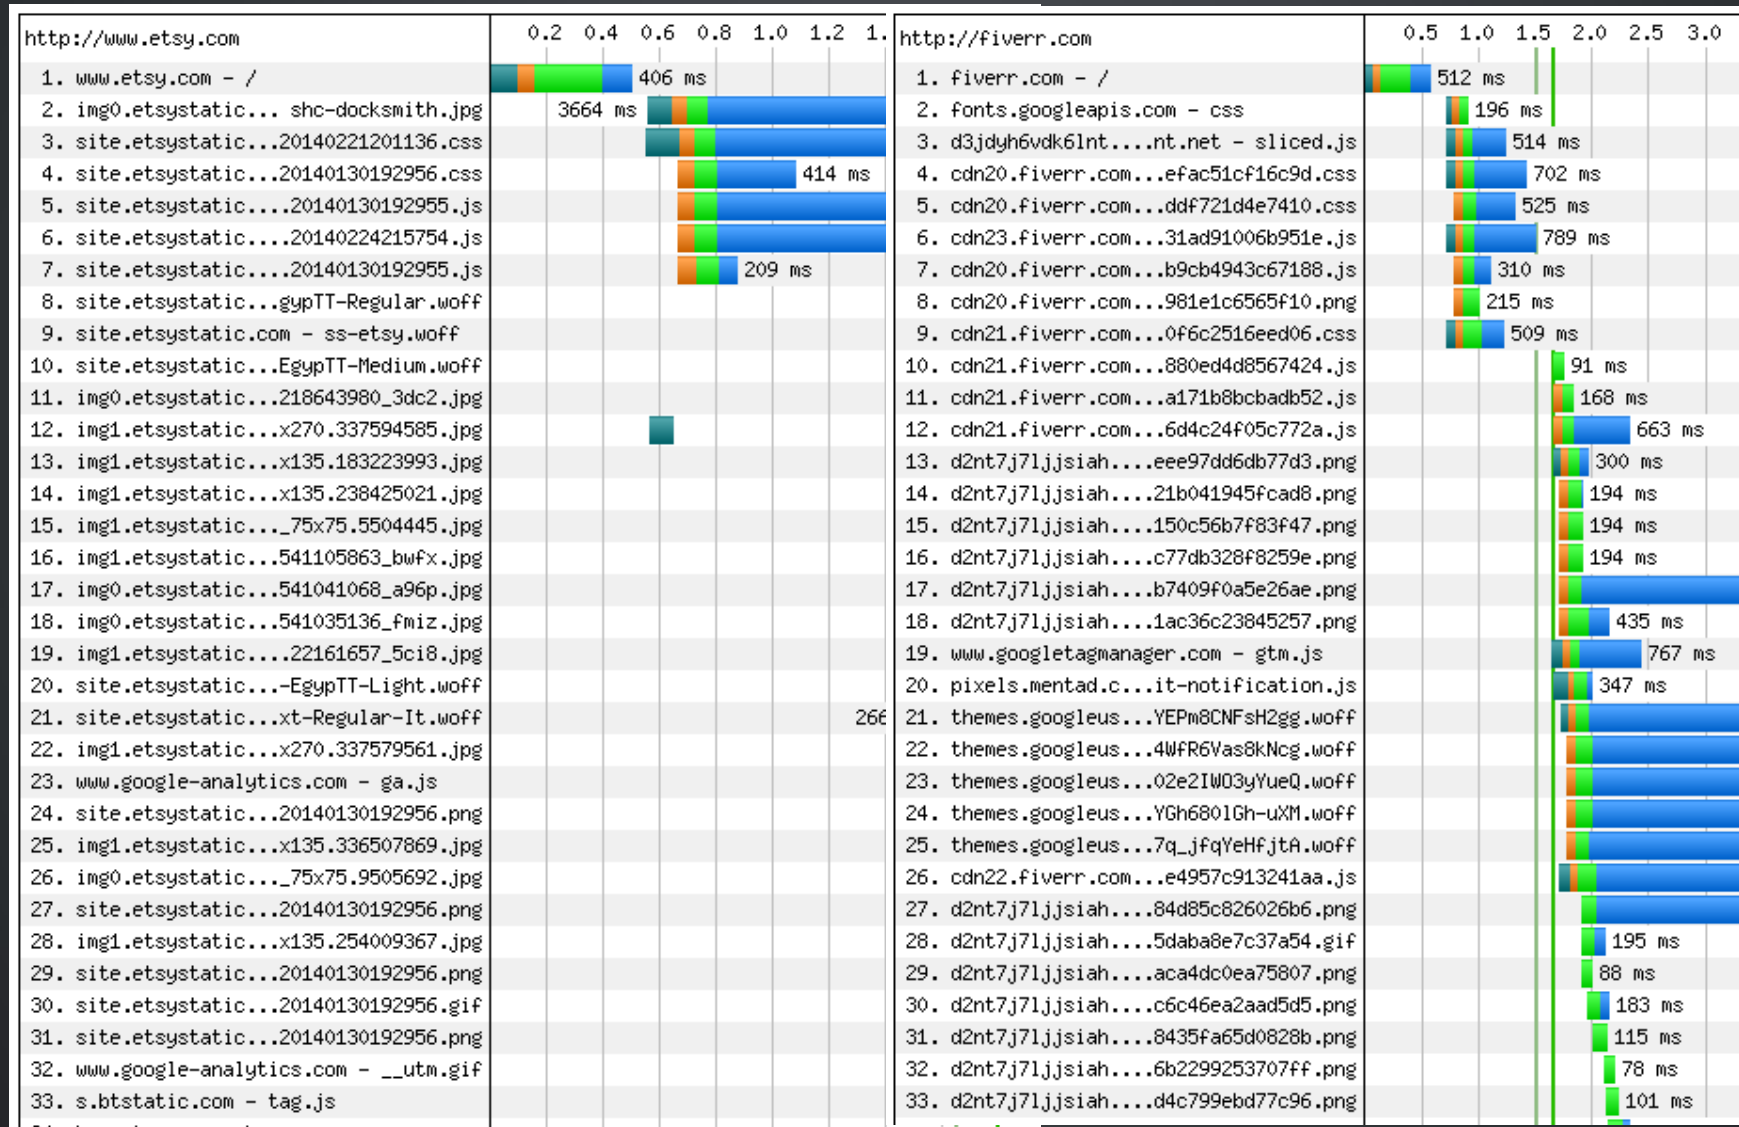 http://www.etsy.com
0.2 0.4 0.6 0.8 1.0 1.2 1.
1. www.etsy.com - / 406 ms
2. img0.etsystatic... shc-docksmith.jpg 3664 ms
3. site.etsystatic...20140221201136.css
4. site.etsystatic...20140130192956.css 414 ms
5. site.etsystatic....20140130192955.js
6. site.etsystatic....20140224215754.js
7. site.etsystatic....20140130192955.js 209 ms
8. site.etsystatic...gypTT-Regular.woff
9. site.etsystatic.com - ss-etsy.woff
10. site.etsystatic...EgypTT-Medium.woff
11. img0.etsystatic...218643980_3dc2.jpg
12. img1.etsystatic...x270.337594585.jpg
13. img1.etsystatic...x135.183223993.jpg
14. img1.etsystatic...x135.238425021.jpg
15. img1.etsystatic..._75x75.5504445.jpg
16. img1.etsystatic...541105863_bwfx.jpg
17. img0.etsystatic...541041068_a96p.jpg
18. img0.etsystatic...541035136_fmiz.jpg
19. img1.etsystatic....22161657_5ci8.jpg
20. site.etsystatic...-EgypTT-Light.woff
21. site.etsystatic...xt-Regular-It.woff 266
22. img1.etsystatic...x270.337579561.jpg
23. www.google-analytics.com - ga.js
24. site.etsystatic...20140130192956.png
25. img1.etsystatic...x135.336507869.jpg
26. img0.etsystatic..._75x75.9505692.jpg
27. site.etsystatic...20140130192956.png
28. img1.etsystatic...x135.254009367.jpg
29. site.etsystatic...20140130192956.png
30. site.etsystatic...20140130192956.gif
31. site.etsystatic...20140130192956.png
32. www.google-analytics.com - __utm.gif
33. s.btstatic.com - tag.js
http://fiverr.com
0.5 1.0 1.5 2.0 2.5 3.0
1. fiverr.com - / 512 ms
2. fonts.googleapis.com - css 196 ms
3. d3jdyh6vdk6lnt....nt.net - sliced.js 514 ms
4. cdn20.fiverr.com...efac51cf16c9d.css 702 ms
5. cdn20.fiverr.com...ddf721d4e7410.css 525 ms
6. cdn23.fiverr.com...31ad91006b951e.js 789 ms
7. cdn20.fiverr.com...b9cb4943c67188.js 310 ms
8. cdn20.fiverr.com...981e1c6565f10.png 215 ms
9. cdn21.fiverr.com...0f6c2516eed06.css 509 ms
10. cdn21.fiverr.com...880ed4d8567424.js 91 ms
11. cdn21.fiverr.com...a171b8bcbadb52.js 168 ms
12. cdn21.fiverr.com...6d4c24f05c772a.js 663 ms
13. d2nt7j7ljjsiah....eee97dd6db77d3.png 300 ms
14. d2nt7j7ljjsiah....21b041945fcad8.png 194 ms
15. d2nt7j7ljjsiah....150c56b7f83f47.png 194 ms
16. d2nt7j7ljjsiah....c77db328f8259e.png 194 ms
17. d2nt7j7ljjsiah....b7409f0a5e26ae.png
18. d2nt7j7ljjsiah....1ac36c23845257.png 435 ms
19. www.googletagmanager.com - gtm.js 767 ms
20. pixels.mentad.c...it-notification.js 347 ms
21. themes.googleus...YEPm8CNFsH2gg.woff
22. themes.googleus...4WfR6Vas8kNcg.woff
23. themes.googleus...02e2IWO3yYueQ.woff
24. themes.googleus...YGh680lGh-uXM.woff
25. themes.googleus...7q_jfqYeHfjtA.woff
26. cdn22.fiverr.com...e4957c913241aa.js
27. d2nt7j7ljjsiah....84d85c826026b6.png
28. d2nt7j7ljjsiah....5daba8e7c37a54.gif 195 ms
29. d2nt7j7ljjsiah....aca4dc0ea75807.png 88 ms
30. d2nt7j7ljjsiah....c6c46ea2aad5d5.png 183 ms
31. d2nt7j7ljjsiah....8435fa65d0828b.png 115 ms
32. d2nt7j7ljjsiah....6b2299253707ff.png 78 ms
33. d2nt7j7ljjsiah....d4c799ebd77c96.png 101 ms